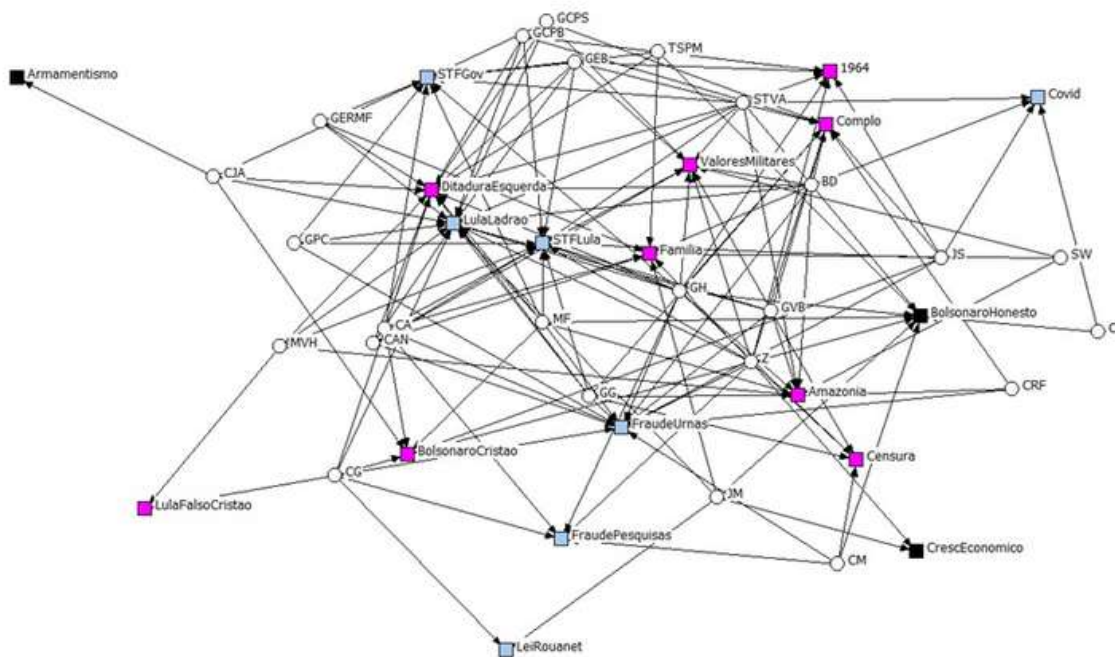 GCPS
GCPB
TSPM
GEB
1964
Armamentismo
STFGov
Covid
STVA
GERMF
Complo
ValoresMilitares
CJA
BD
DitaduraEsquerda
LulaLadrao
GPC
STFLula
Familia
JS
SW
GH
GVB
BolsonaroHonesto
MF
CA
CAN
MVH
Z
CRF
GG
Amazonia
FraudeUrnas
BolsonaroCristao
Censura
CG
LulaFalsoCristao
JM
FraudePesquisas
CrescEconomico
CM
LeiRouanet